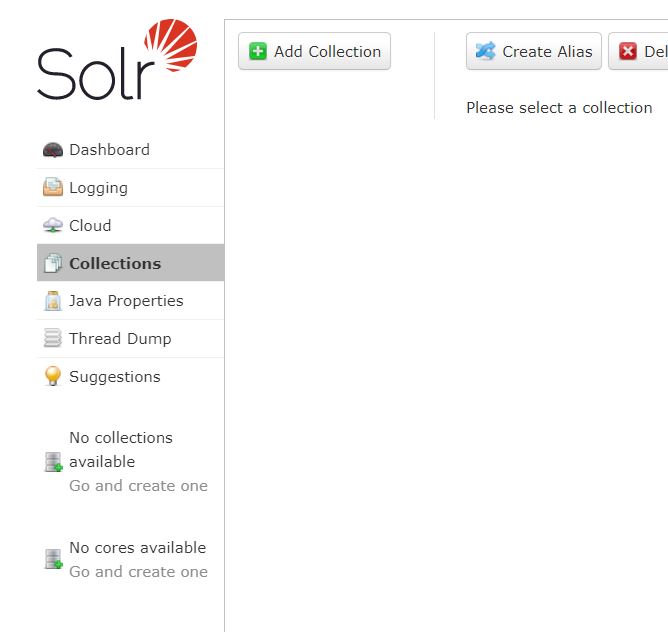 Solr
Add Collection
Create Alias
Del
Please select a collection
Dashboard
Logging
Cloud
Collections
Java Properties
Thread Dump
Suggestions
No collections
available
Go and create one
No cores available
Go and create one